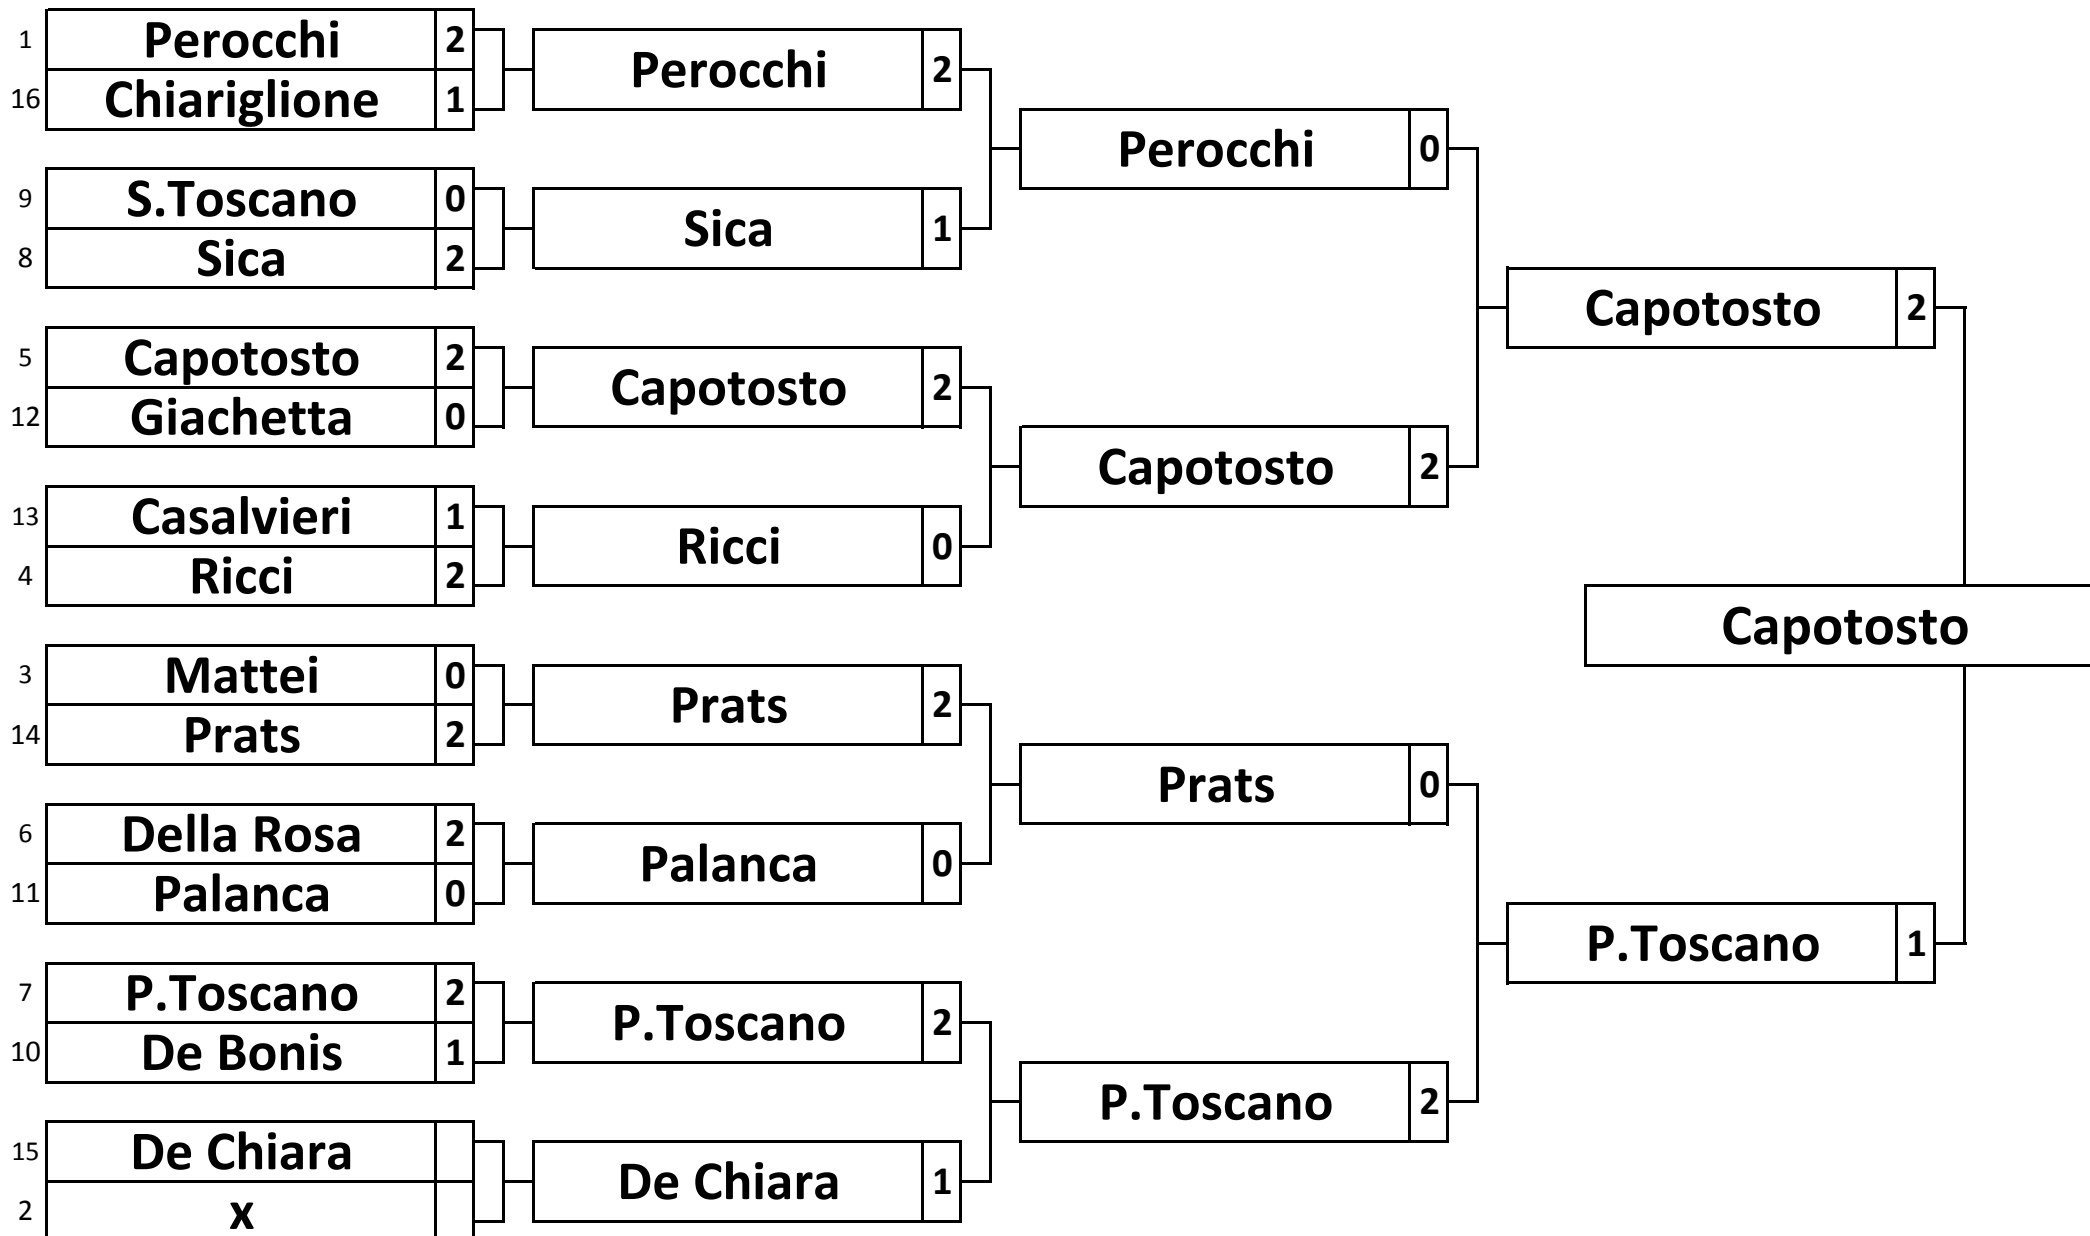 1 Perocchi 2
16 Chiariglione 1
9 S.Toscano 0
8 Sica 2
5 Capotosto 2
12 Giachetta 0
13 Casalvieri 1
4 Ricci 2
3 Mattei 0
14 Prats 2
6 Della Rosa 2
11 Palanca 0
7 P.Toscano 2
10 De Bonis 1
15 De Chiara
2 x
Perocchi 2
Sica 1
Capotosto 2
Ricci 0
Prats 2
Palanca 0
P.Toscano 2
De Chiara 1
Perocchi 0
Capotosto 2
Prats 0
P.Toscano 2
Capotosto 2
P.Toscano 1
Capotosto